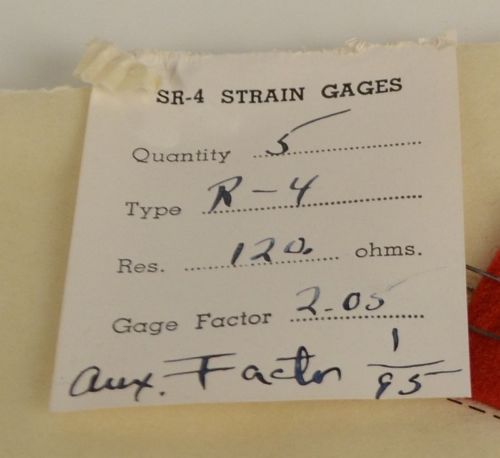 SR-4 STRAIN GAGES
Quantity 5
Type R-4
Res. 120. ohms.
Gage Factor 2.05
Aux. Factor 1/95